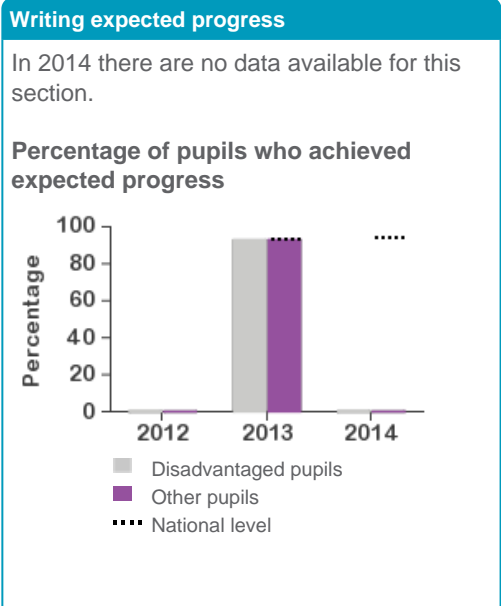 Writing expected progress
In 2014 there are no data available for this
section.
Percentage of pupils who achieved
expected progress
100
80
60
40
20
0
Percentage
2012 2013 2014
Disadvantaged pupils
Other pupils
National level